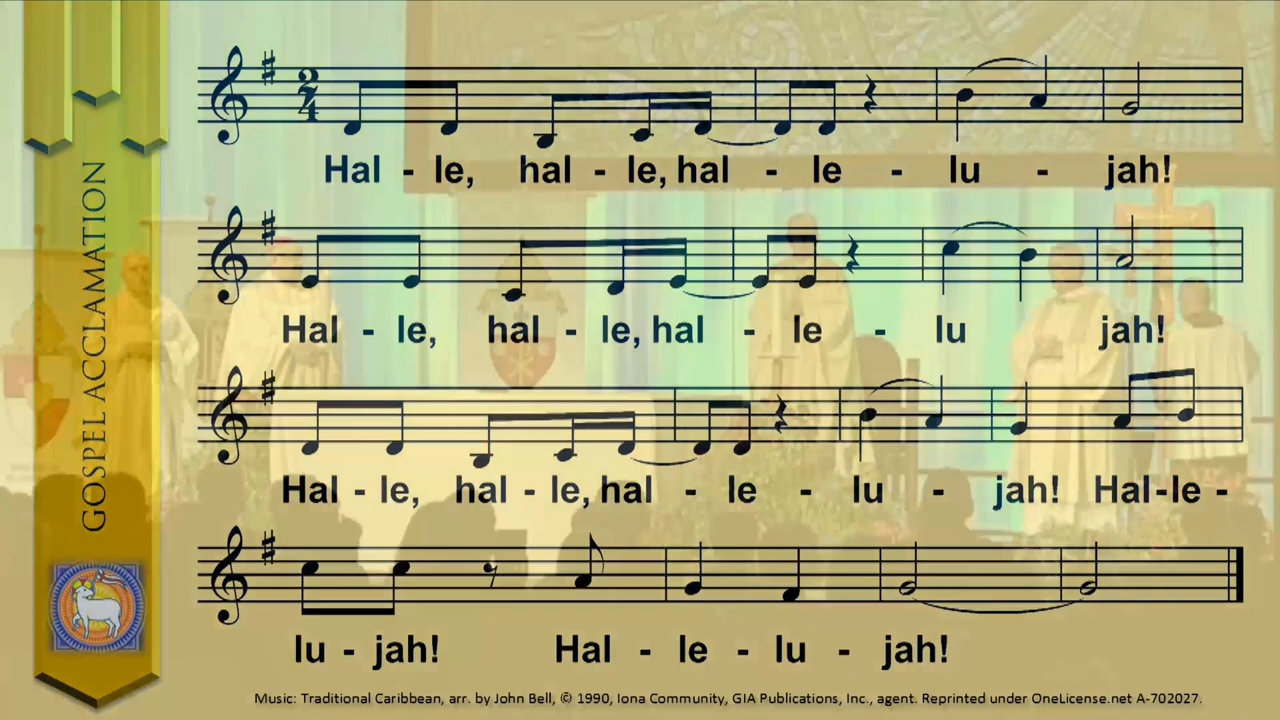 GOSPEL ACCLAMATION
Hal - le, hal - le, hal - le - lu - jah!
Hal - le, hal - le, hal - le - lu jah!
Hal - le, hal - le, hal - le - lu - jah! Hal - le -
lu - jah! Hal - le - lu - jah!
Music: Traditional Caribbean, arr. by John Bell, © 1990, Iona Community, GIA Publications, Inc., agent. Reprinted under OneLicense.net A-702027.